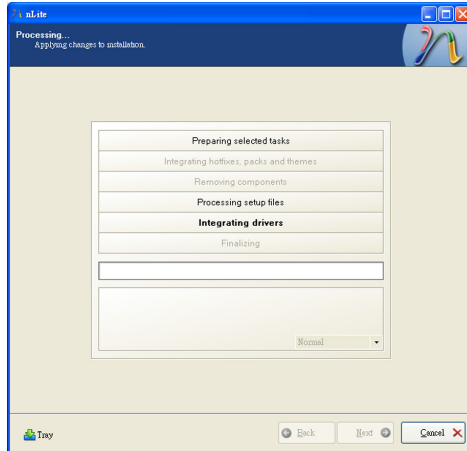 nLite
Processing...
Applying changes to installation.
Preparing selected tasks
Integrating hotfixes, packs and themes
Removing components
Processing setup files
Integrating drivers
Finalizing
Normal
Tray
Back
Next
Cancel